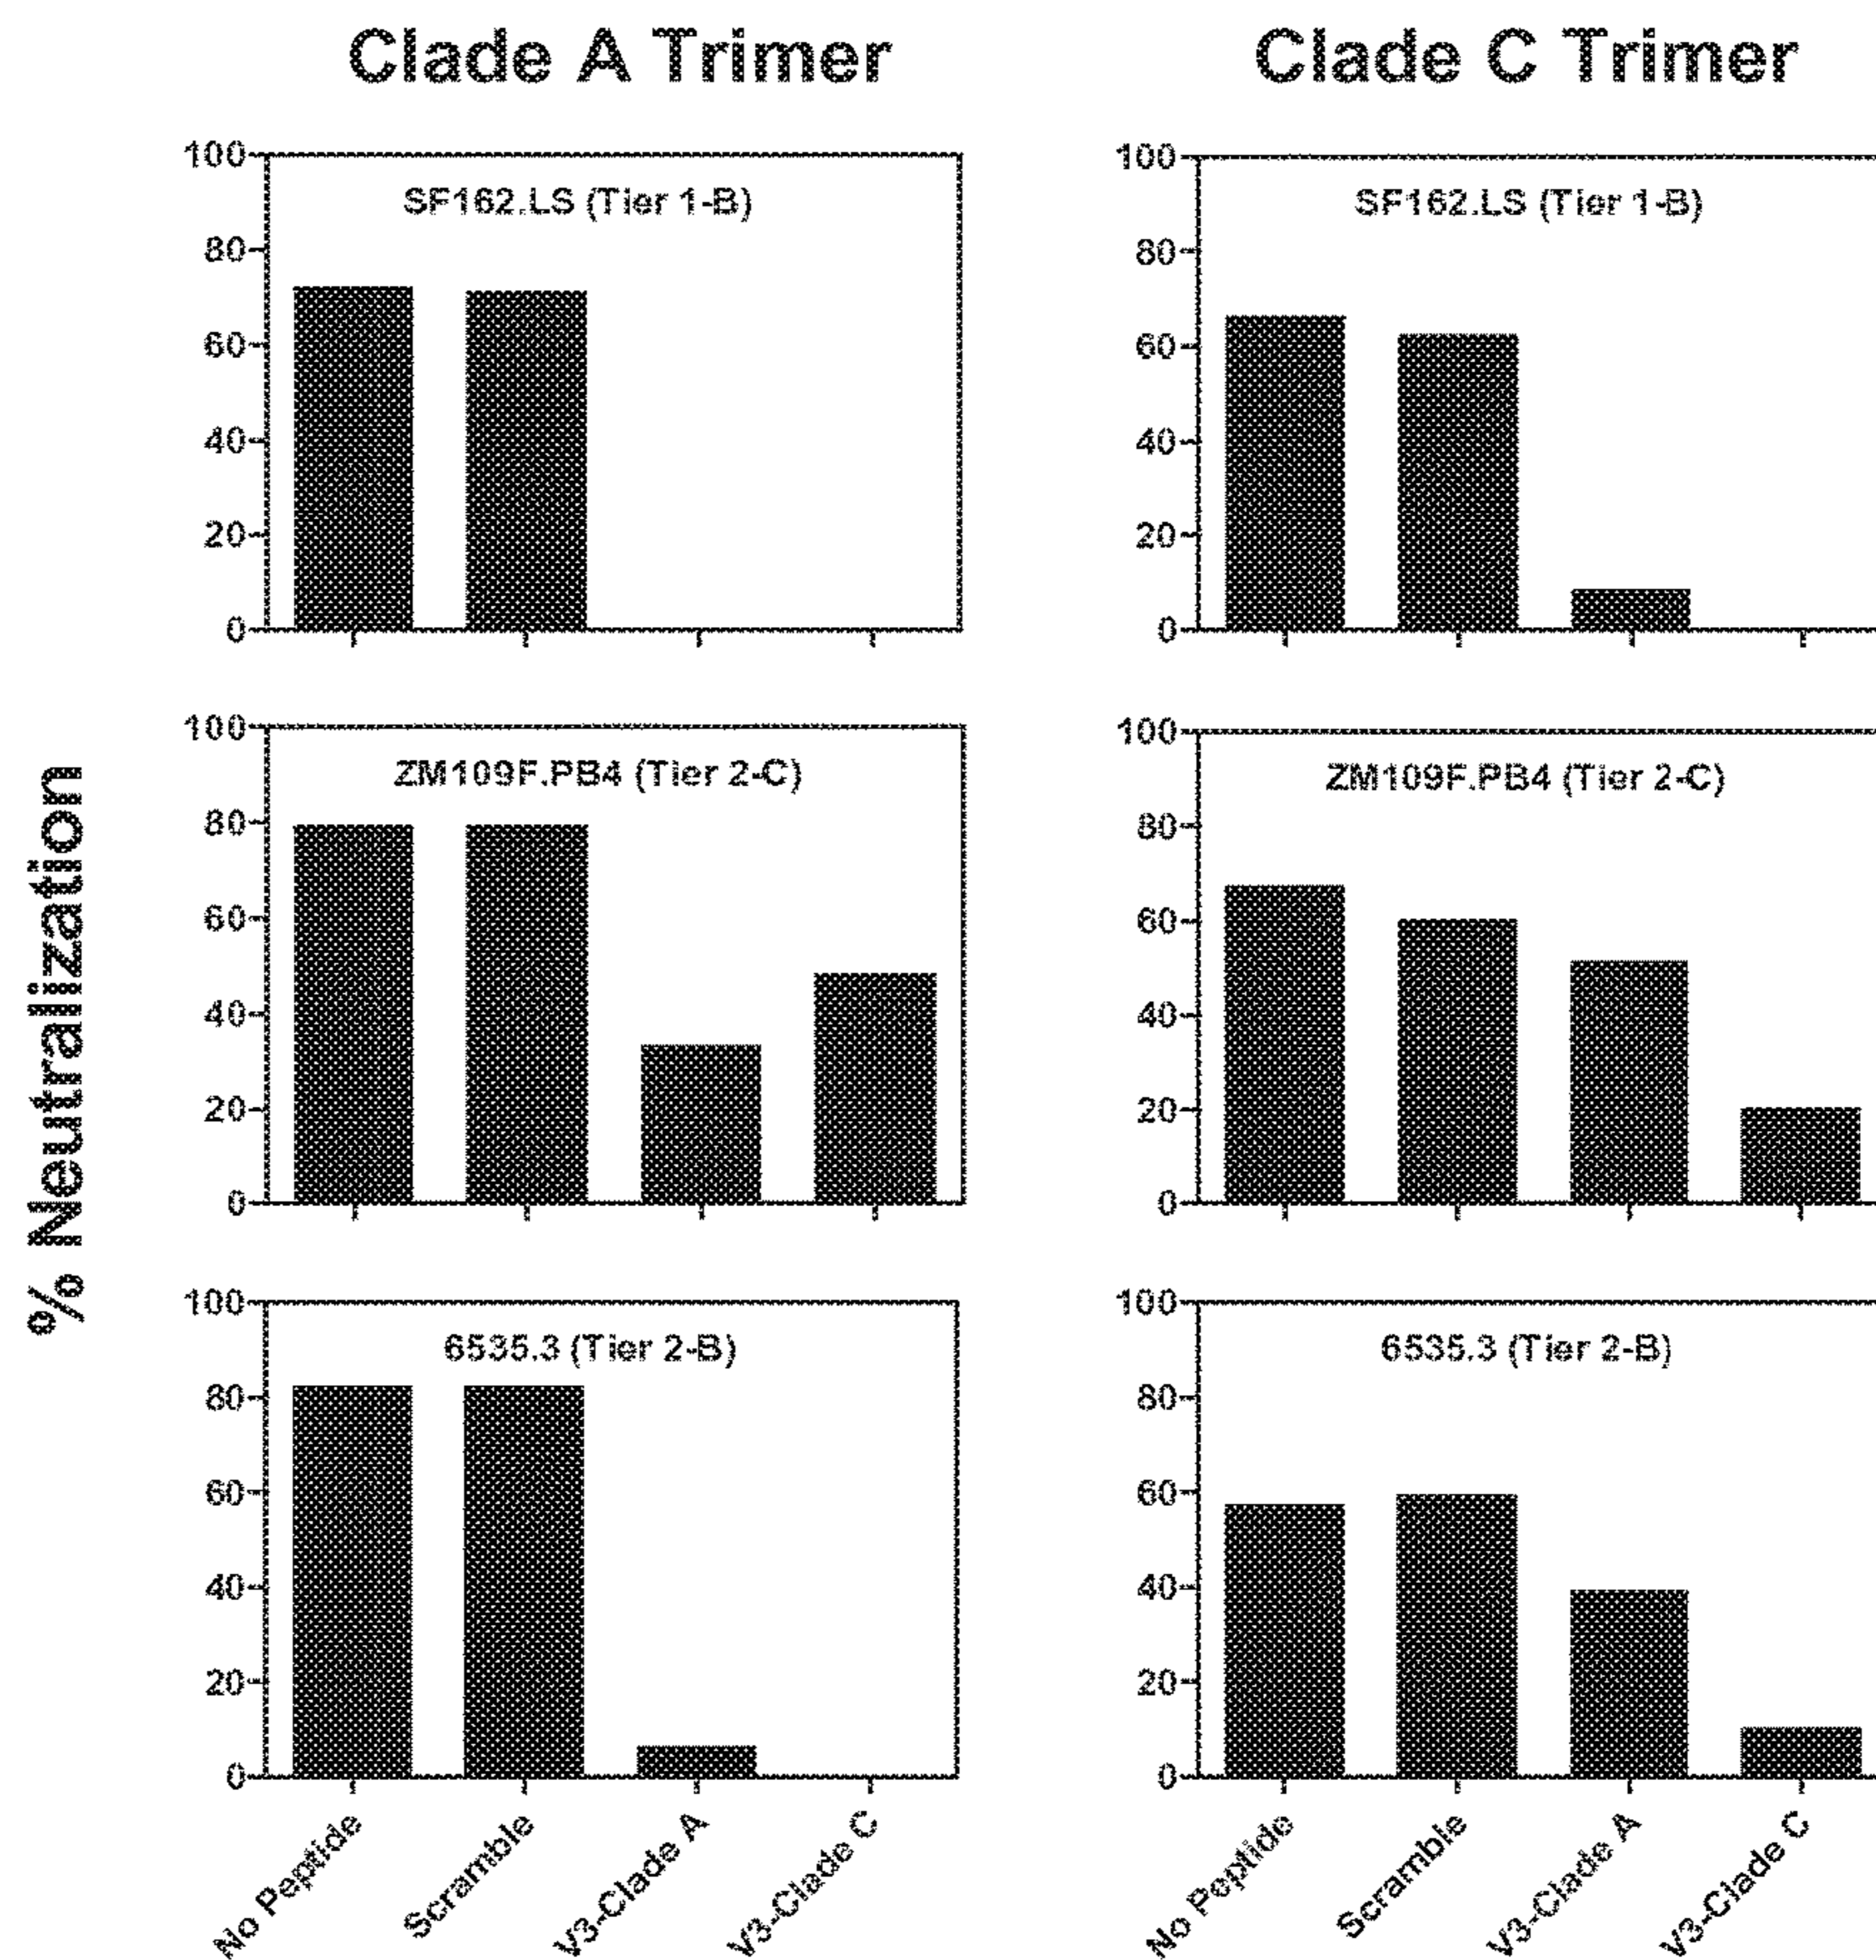 Clade A Trimer
Clade C Trimer
% Neutralization
100
SF162.LS (Tier 1-B)
80
60
40
20
0
100
SF162.LS (Tier 1-B)
80
60
40
20
0
100
ZM109F.PB4 (Tier 2-C)
80
60
40
20
0
100
ZM109F.PB4 (Tier 2-C)
80
60
40
20
0
100
6535.3 (Tier 2-B)
80
60
40
20
0
No Peptide
Scramble
V3-Clade A
V3-Clade C
100
6535.3 (Tier 2-B)
80
60
40
20
0
No Peptide
Scramble
V3-Clade A
V3-Clade C